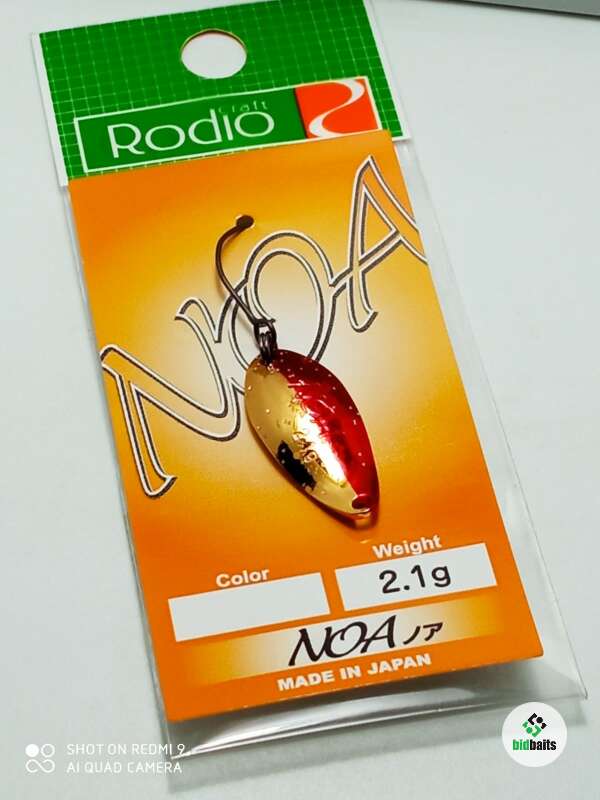 craft
Rodio
NOA
Color
Weight
2.1g
NOA ノア
MADE IN JAPAN
SHOT ON REDMI 9
AI QUAD CAMERA
bidbaits